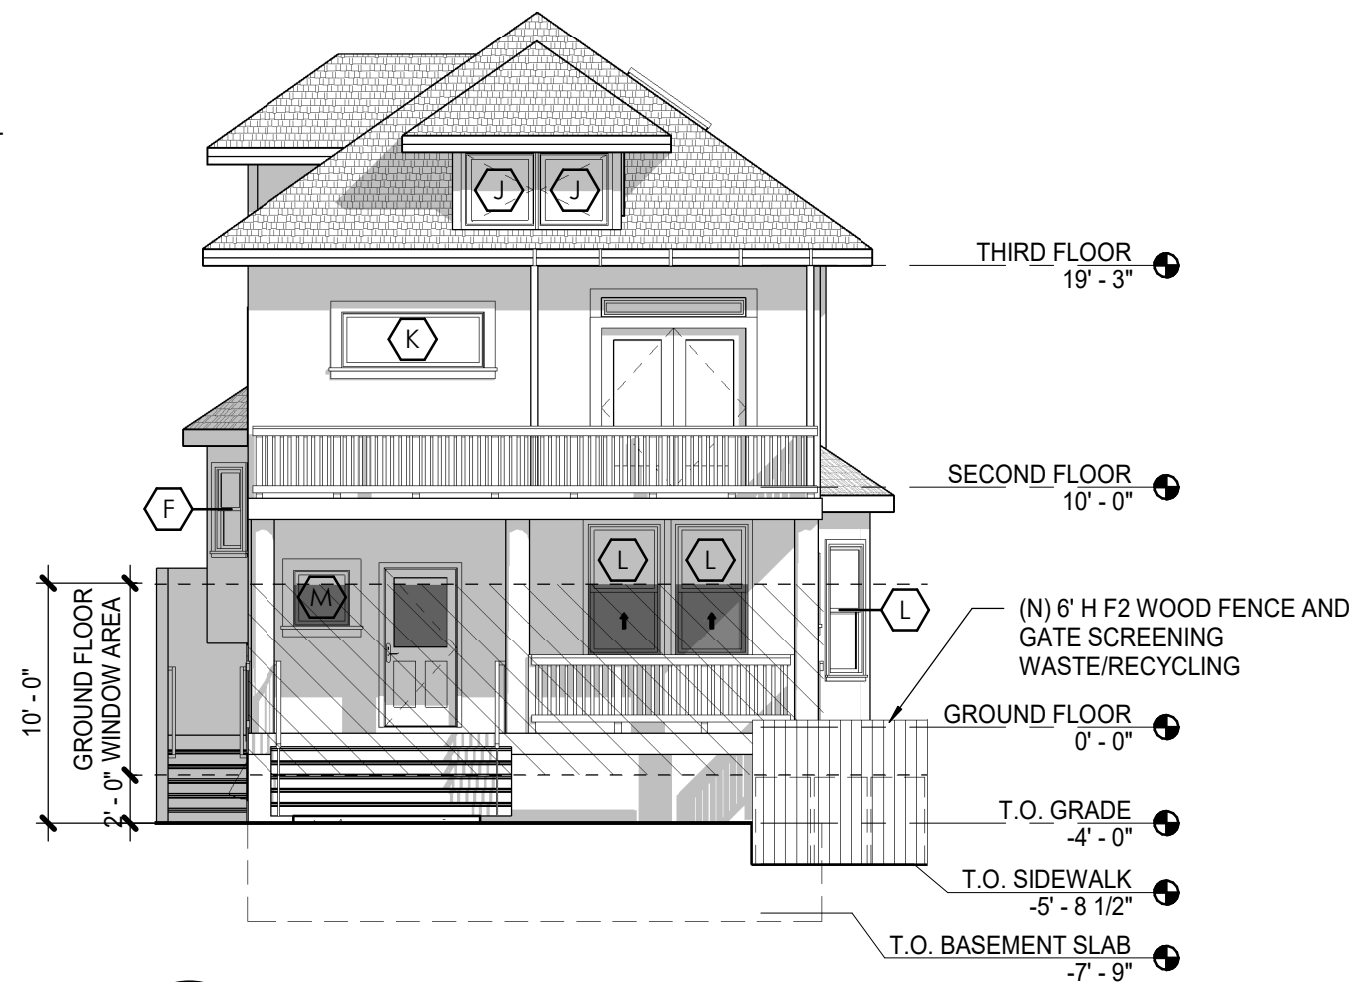 J
J
THIRD FLOOR
19' - 3"
K
SECOND FLOOR
10' - 0"
F
L
L
M
L
(N) 6' H F2 WOOD FENCE AND
GATE SCREENING
WASTE/RECYCLING
10' - 0"
GROUND FLOOR
WINDOW AREA
2' - 0"
GROUND FLOOR
0' - 0"
T.O. GRADE
-4' - 0"
T.O. SIDEWALK
-5' - 8 1/2"
T.O. BASEMENT SLAB
-7' - 9"